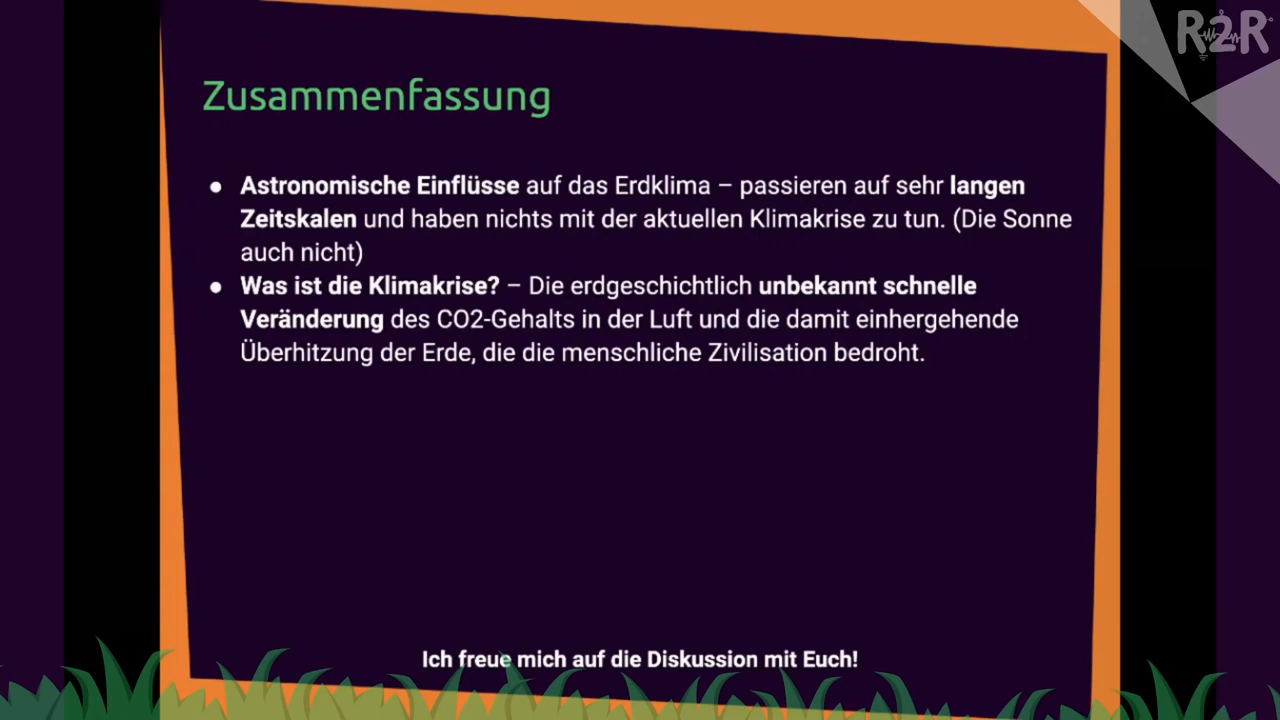 R2R
Zusammenfassung
● Astronomische Einflüsse auf das Erdklima – passieren auf sehr langen
Zeitskalen und haben nichts mit der aktuellen Klimakrise zu tun. (Die Sonne
auch nicht)
● Was ist die Klimakrise? – Die erdgeschichtlich unbekannt schnelle
Veränderung des CO2-Gehalts in der Luft und die damit einhergehende
Überhitzung der Erde, die die menschliche Zivilisation bedroht.
Ich freue mich auf die Diskussion mit Euch!